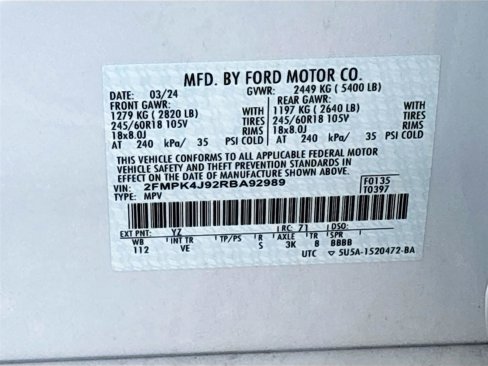 MFD. BY FORD MOTOR CO.
DATE: 03/24 GVWR: 2449 KG ( 5400 LB)
FRONT GAWR: REAR GAWR:
1279 KG ( 2820 LB) WITH 1197 KG ( 2640 LB) WITH
245/60R18 105V TIRES 245/60R18 105V TIRES
18x8.0J RIMS 18x8.0J RIMS
AT 240 kPa/ 35 PSI COLD AT 240 kPa/ 35 PSI COLD
THIS VEHICLE CONFORMS TO ALL APPLICABLE FEDERAL MOTOR
VEHICLE SAFETY AND THEFT PREVENTION STANDARDS IN
EFFECT ON THE DATE OF MANUFACTURE SHOWN ABOVE.
VIN: 2FMPK4J92RBA92989 F0135
TYPE: MPV T0397
EXT PNT: YZ RC: 71 DSO:
WB INT TR TP/PS R AXLE TR SPR
112 VE S 3K 8 BBBB
UTC ▽ 5U5A-1520472-BA